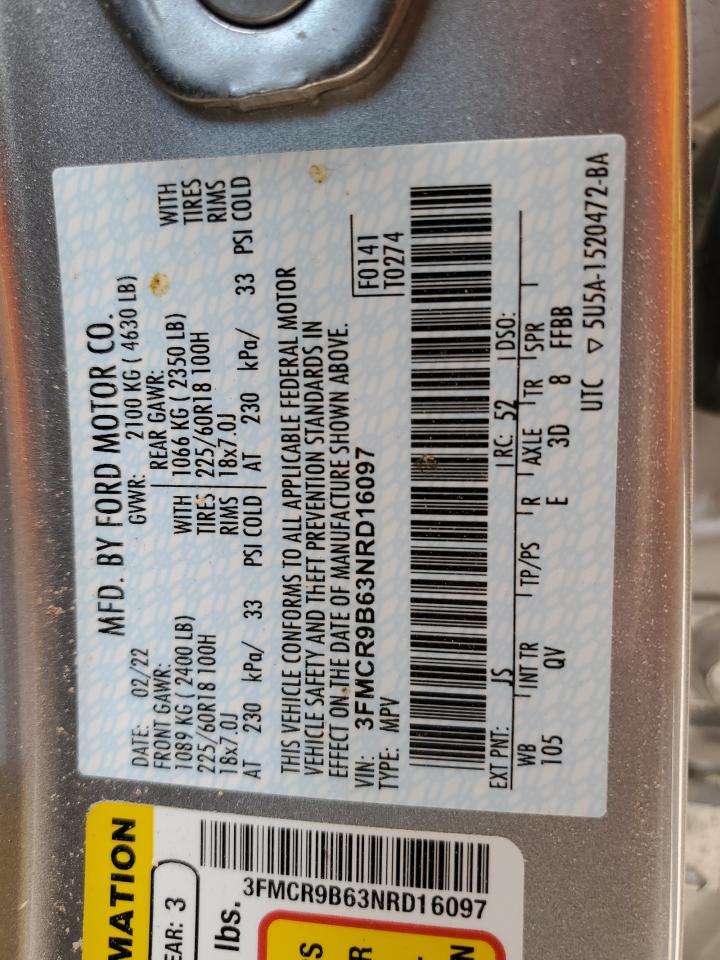 MFD. BY FORD MOTOR CO.
DATE: 02/22 GVWR: 2100 KG ( 4630 LB)
FRONT GAWR: REAR GAWR:
1089 KG ( 2400 LB) WITH 1066 KG ( 2350 LB) WITH
225/60R18 100H TIRES 225/60R18 100H TIRES
18x7.0J RIMS 18x7.0J RIMS
AT 230 kPa/ 33 PSI COLD AT 230 kPa/ 33 PSI COLD
THIS VEHICLE CONFORMS TO ALL APPLICABLE FEDERAL MOTOR
VEHICLE SAFETY AND THEFT PREVENTION STANDARDS IN
EFFECT ON THE DATE OF MANUFACTURE SHOWN ABOVE.
VIN: 3FMCR9B63NRD16097 F0141
TYPE: MPV T0274
EXT PNT: JS RC: 52 DSO:
WB INT TR TP/PS R AXLE TR SPR
105 QV E 3D 8 FFBB
UTC ▽ 5U5A-1520472-BA
MATION
EAR: 3
lbs.
3FMCR9B63NRD16097
S
R
N